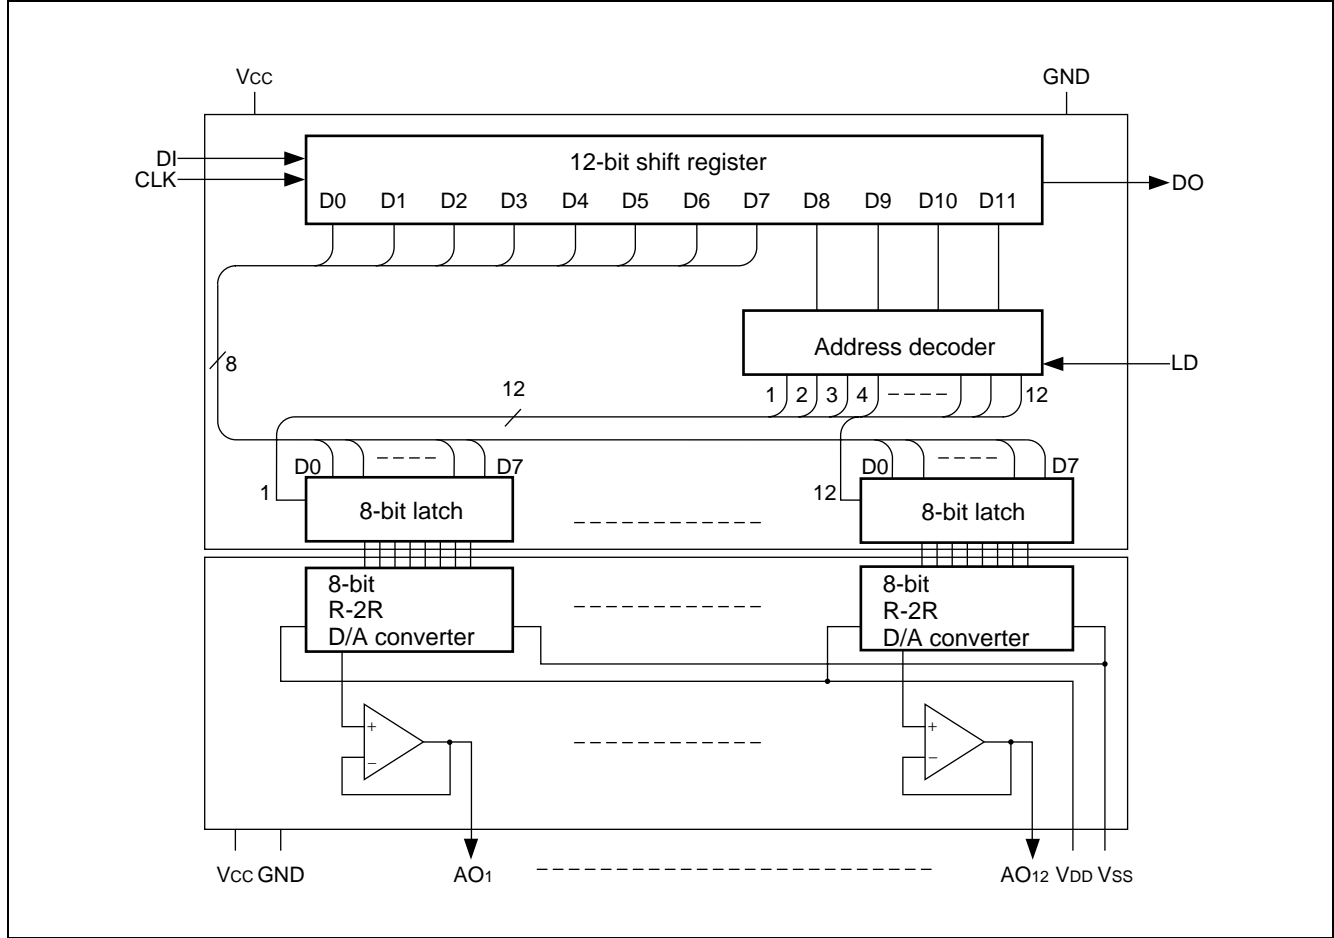 VCC GND
DI
12-bit shift register
CLK
DO
D0 D1 D2 D3 D4 D5 D6 D7 D8 D9 D10 D11
Address decoder
LD
8
1 2 3 4 12
12
D0 D7 D0 D7
1 12
8-bit latch 8-bit latch
8-bit 8-bit
R-2R R-2R
D/A converter D/A converter
+ +
− −
VCC GND AO1 AO12 VDD VSS